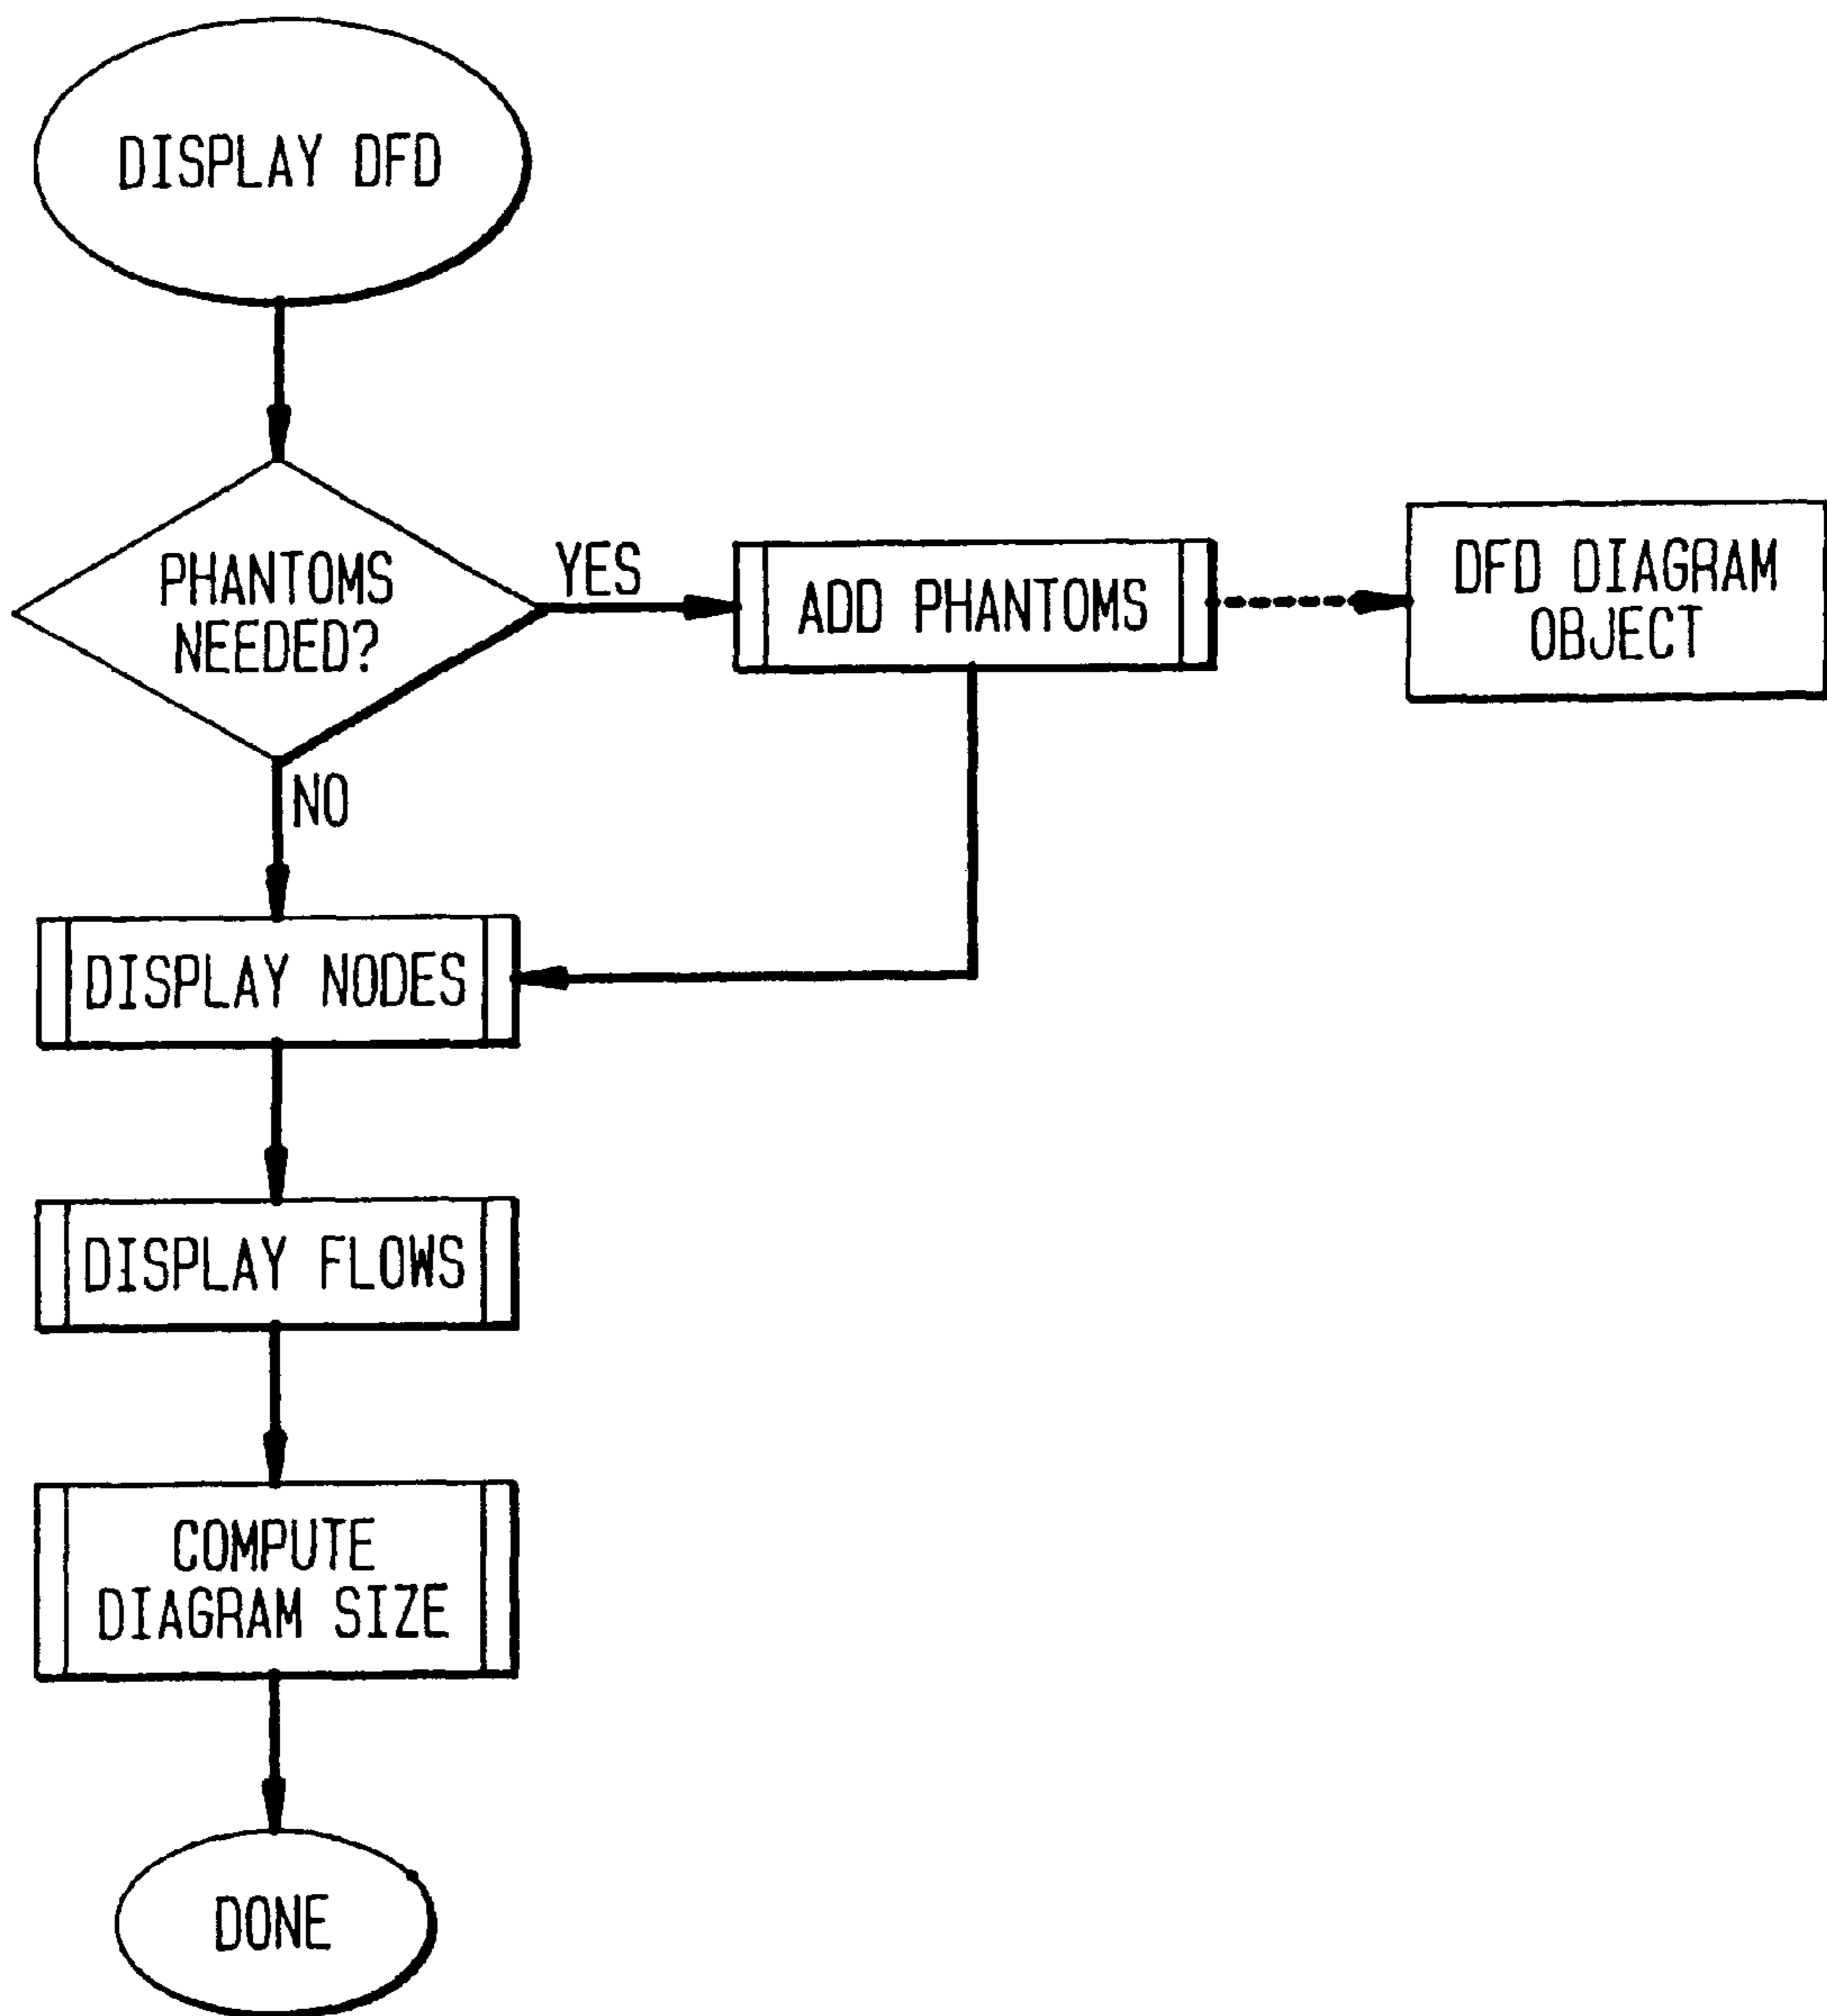 DISPLAY DFD
PHANTOMS
NEEDED?
YES
ADD PHANTOMS
DFD DIAGRAM
OBJECT
NO
DISPLAY NODES
DISPLAY FLOWS
COMPUTE
DIAGRAM SIZE
DONE